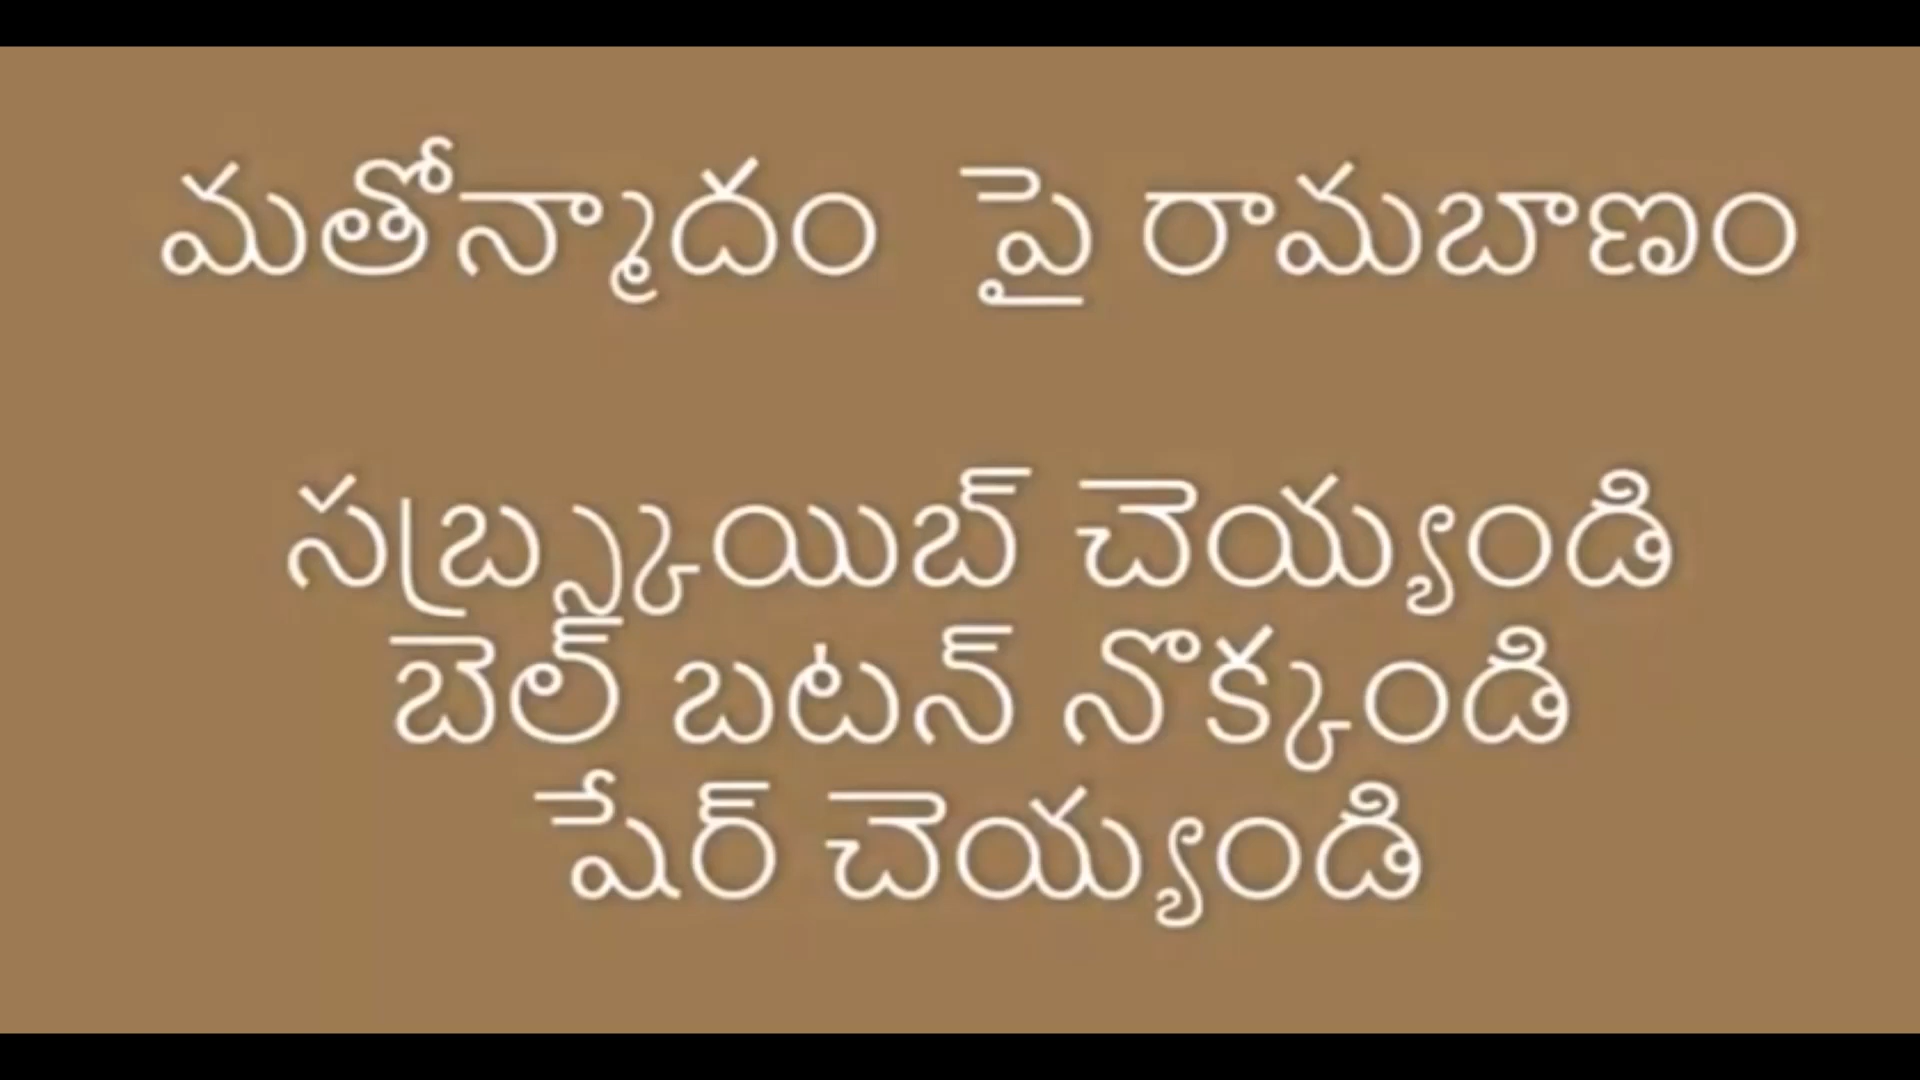 మతోన్మాదం పై రామబాణం
సబ్స్క్రయిబ్ చెయ్యండి
బెల్ బటన్ నొక్కండి
షేర్ చెయ్యండి